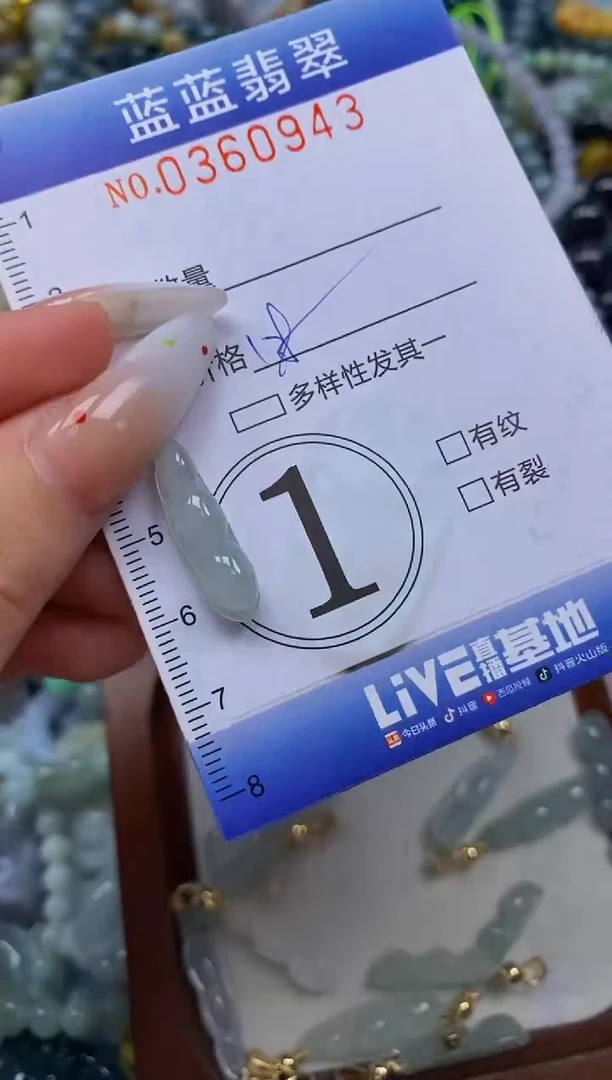 蓝蓝翡翠
NO.0360943
1
数量
价格
多样性发其一
有纹
有裂
1
5
6
7
8
LiVE直播基地
今日头条 抖音 西瓜视频 抖音火山版